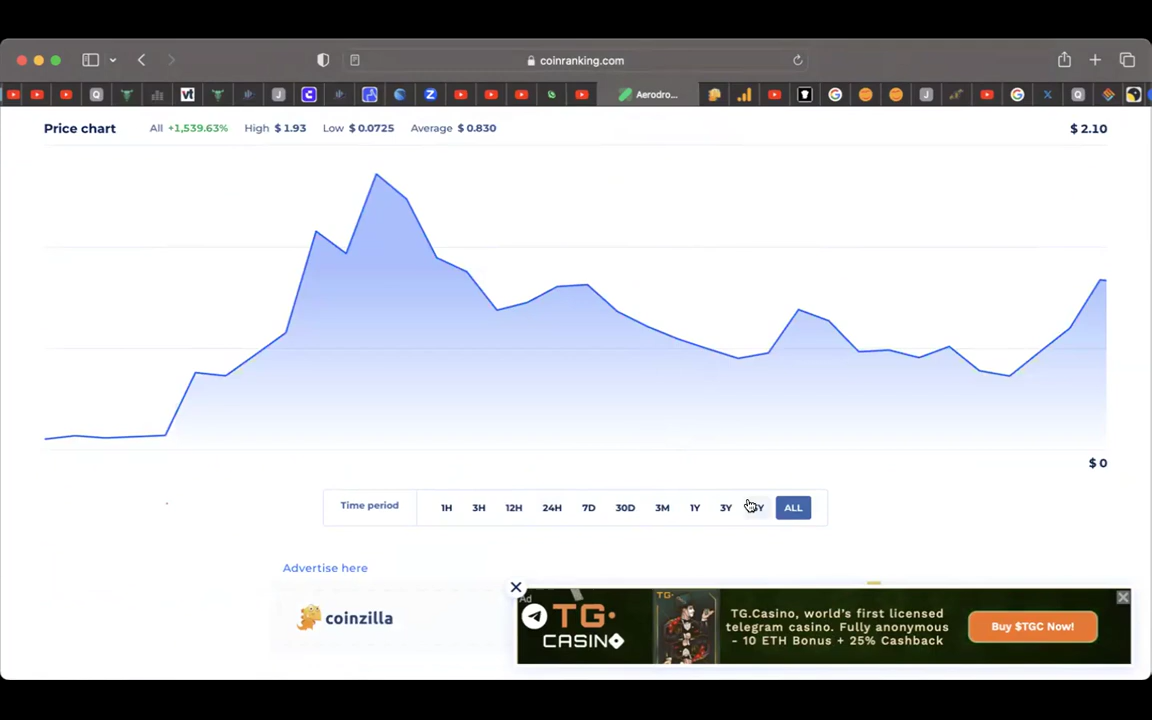 coinranking.com
Aerodro...
Price chart All +1,539.63% High $ 1.93 Low $ 0.0725 Average $ 0.830 $ 2.10
$ 0
Time period 1H 3H 12H 24H 7D 30D 3M 1Y 3Y ALL
Advertise here
coinzilla
Ad
TG.
CASINO
TG.Casino, world's first licensed
telegram casino. Fully anonymous
- 10 ETH Bonus + 25% Cashback
Buy $TGC Now!